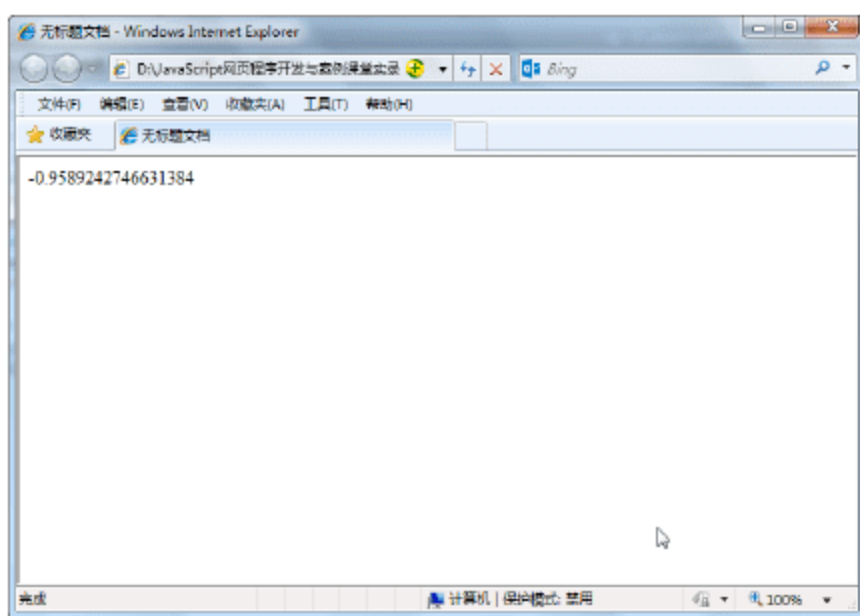 无标题文档 - Windows Internet Explorer
D:\JavaScript网页程序开发与案例课堂实录
Bing
文件(F) 编辑(E) 查看(V) 收藏夹(A) 工具(T) 帮助(H)
收藏夹 无标题文档
-0.9589242746631384
完成 计算机 | 保护模式: 禁用 100%